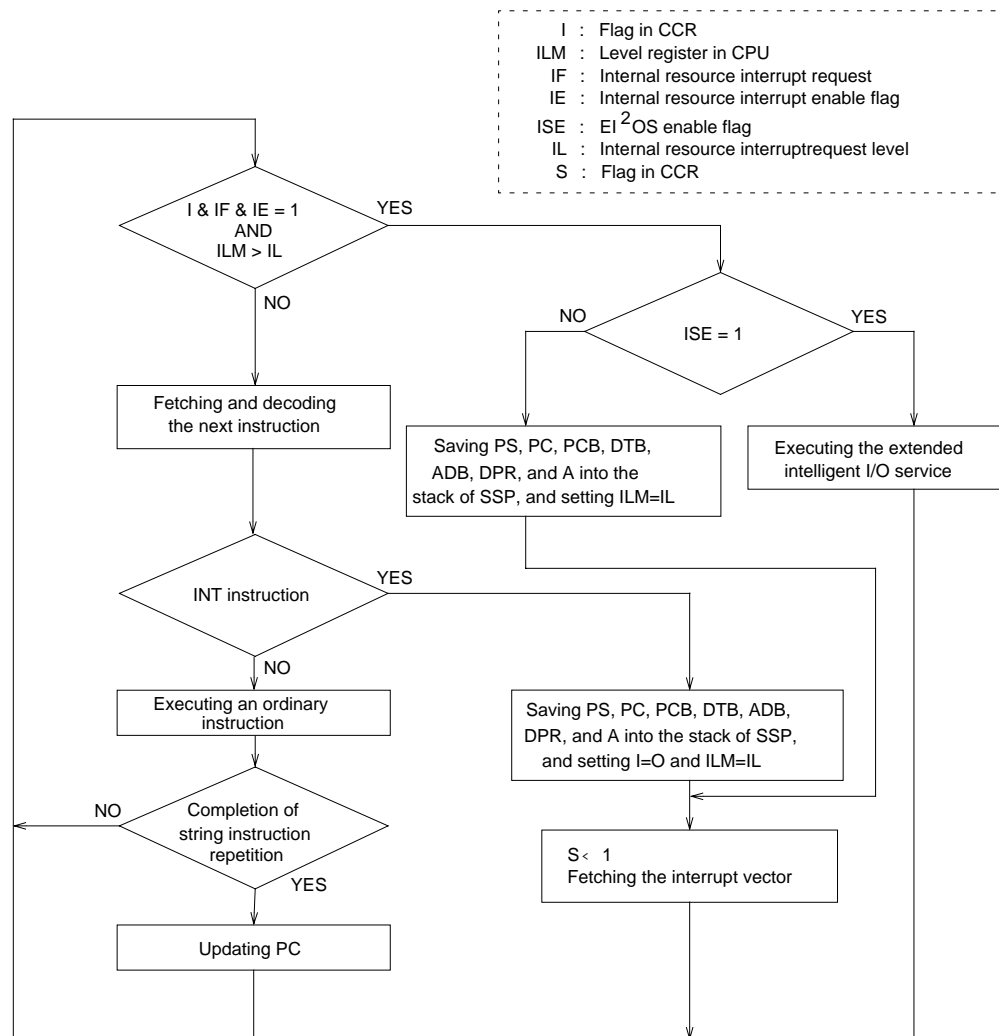 I : Flag in CCR
ILM : Level register in CPU
IF : Internal resource interrupt request
IE : Internal resource interrupt enable flag
ISE : EI2OS enable flag
IL : Internal resource interruptrequest level
S : Flag in CCR
I & IF & IE = 1
AND
ILM > IL
YES
NO
ISE = 1
NO
YES
Fetching and decoding
the next instruction
Saving PS, PC, PCB, DTB,
ADB, DPR, and A into the
stack of SSP, and setting ILM=IL
Executing the extended
intelligent I/O service
INT instruction
YES
NO
Executing an ordinary
instruction
Saving PS, PC, PCB, DTB, ADB,
DPR, and A into the stack of SSP,
and setting I=O and ILM=IL
Completion of
string instruction
repetition
NO
YES
S< 1
Fetching the interrupt vector
Updating PC